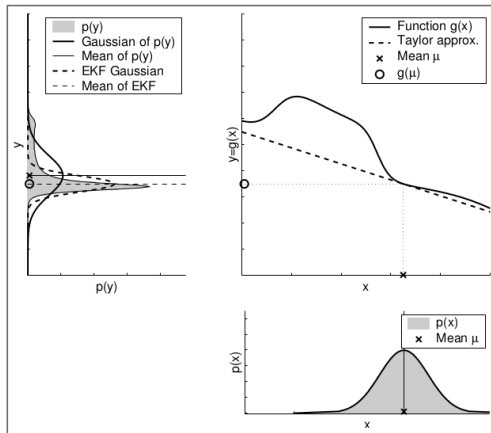 p(y)
Gaussian of p(y)
Mean of p(y)
EKF Gaussian
Mean of EKF
y
p(y)
Function g(x)
Taylor approx.
Mean μ
g(μ)
y=g(x)
x
p(x)
Mean μ
p(x)
x